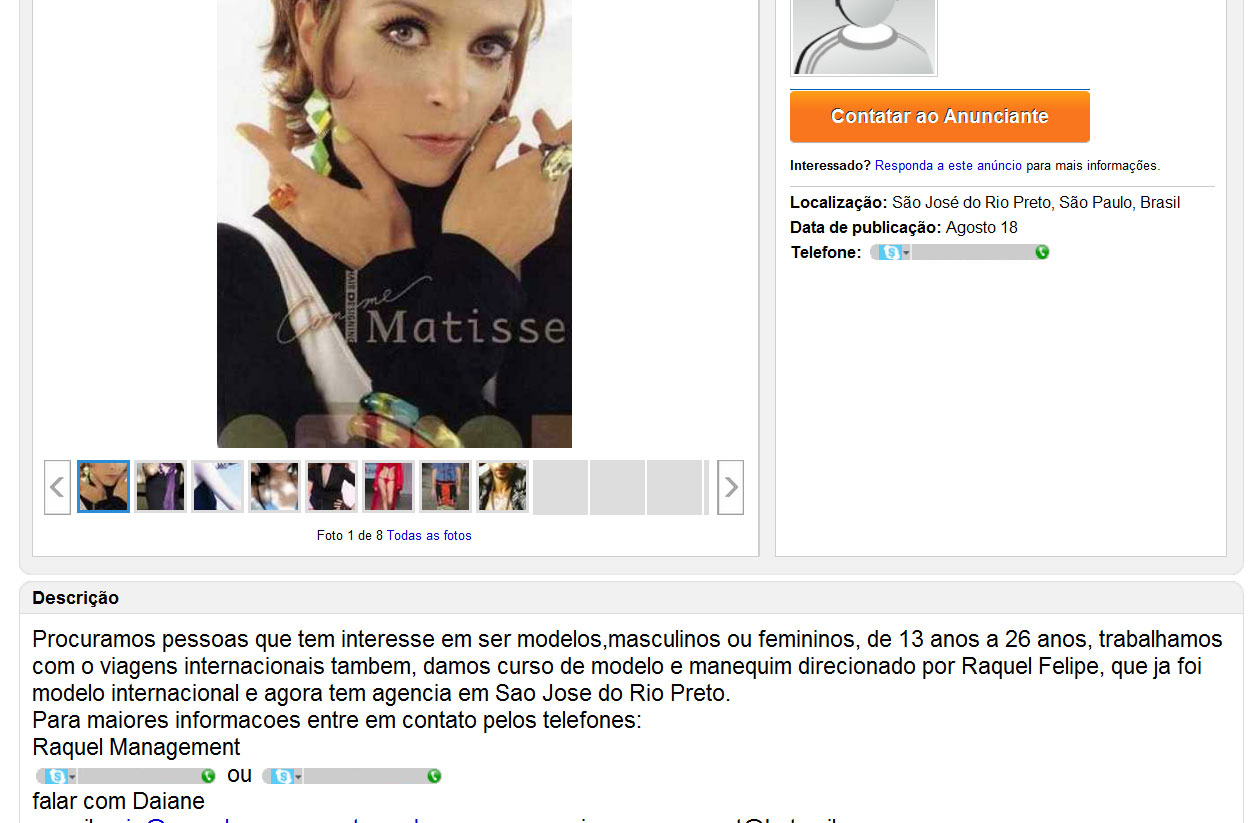 Contatar ao Anunciante
Interessado? Responda a este anúncio para mais informações.
Localização: São José do Rio Preto, São Paulo, Brasil
Data de publicação: Agosto 18
Telefone:
Comme
HAIR DESIGNING
Matisse
Foto 1 de 8 Todas as fotos
Descrição
Procuramos pessoas que tem interesse em ser modelos,masculinos ou femininos, de 13 anos a 26 anos, trabalhamos
com o viagens internacionais tambem, damos curso de modelo e manequim direcionado por Raquel Felipe, que ja foi
modelo internacional e agora tem agencia em Sao Jose do Rio Preto.
Para maiores informacoes entre em contato pelos telefones:
Raquel Management
ou
falar com Daiane